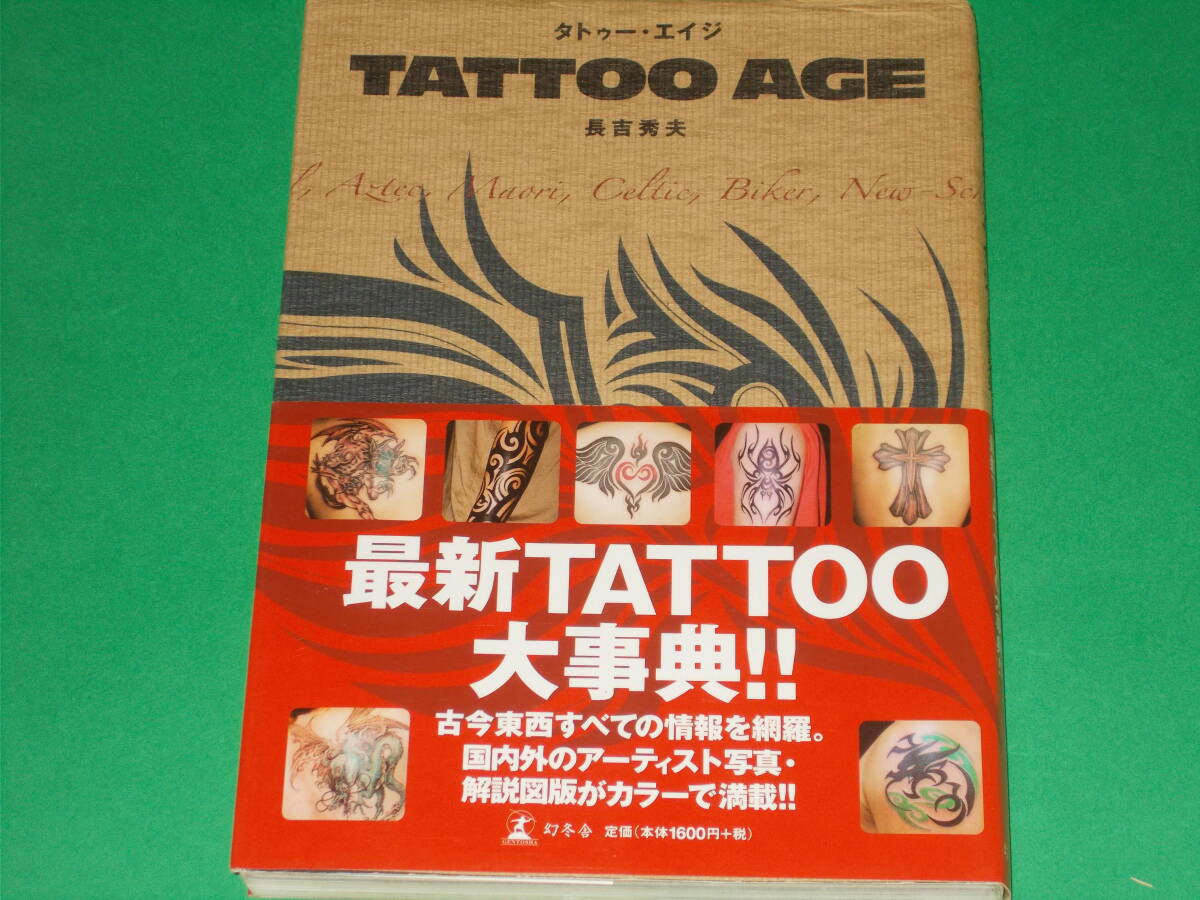 タトゥー・エイジ
TATTOO AGE
長吉秀夫
Aztec, Maori, Celtic, Biker, New-Sc
最新TATTOO
大事典!!
古今東西すべての情報を網羅。
国内外のアーティスト写真・
解説図版がカラーで満載!!
GENTOSHA 幻冬舎 定価(本体1600円+税)